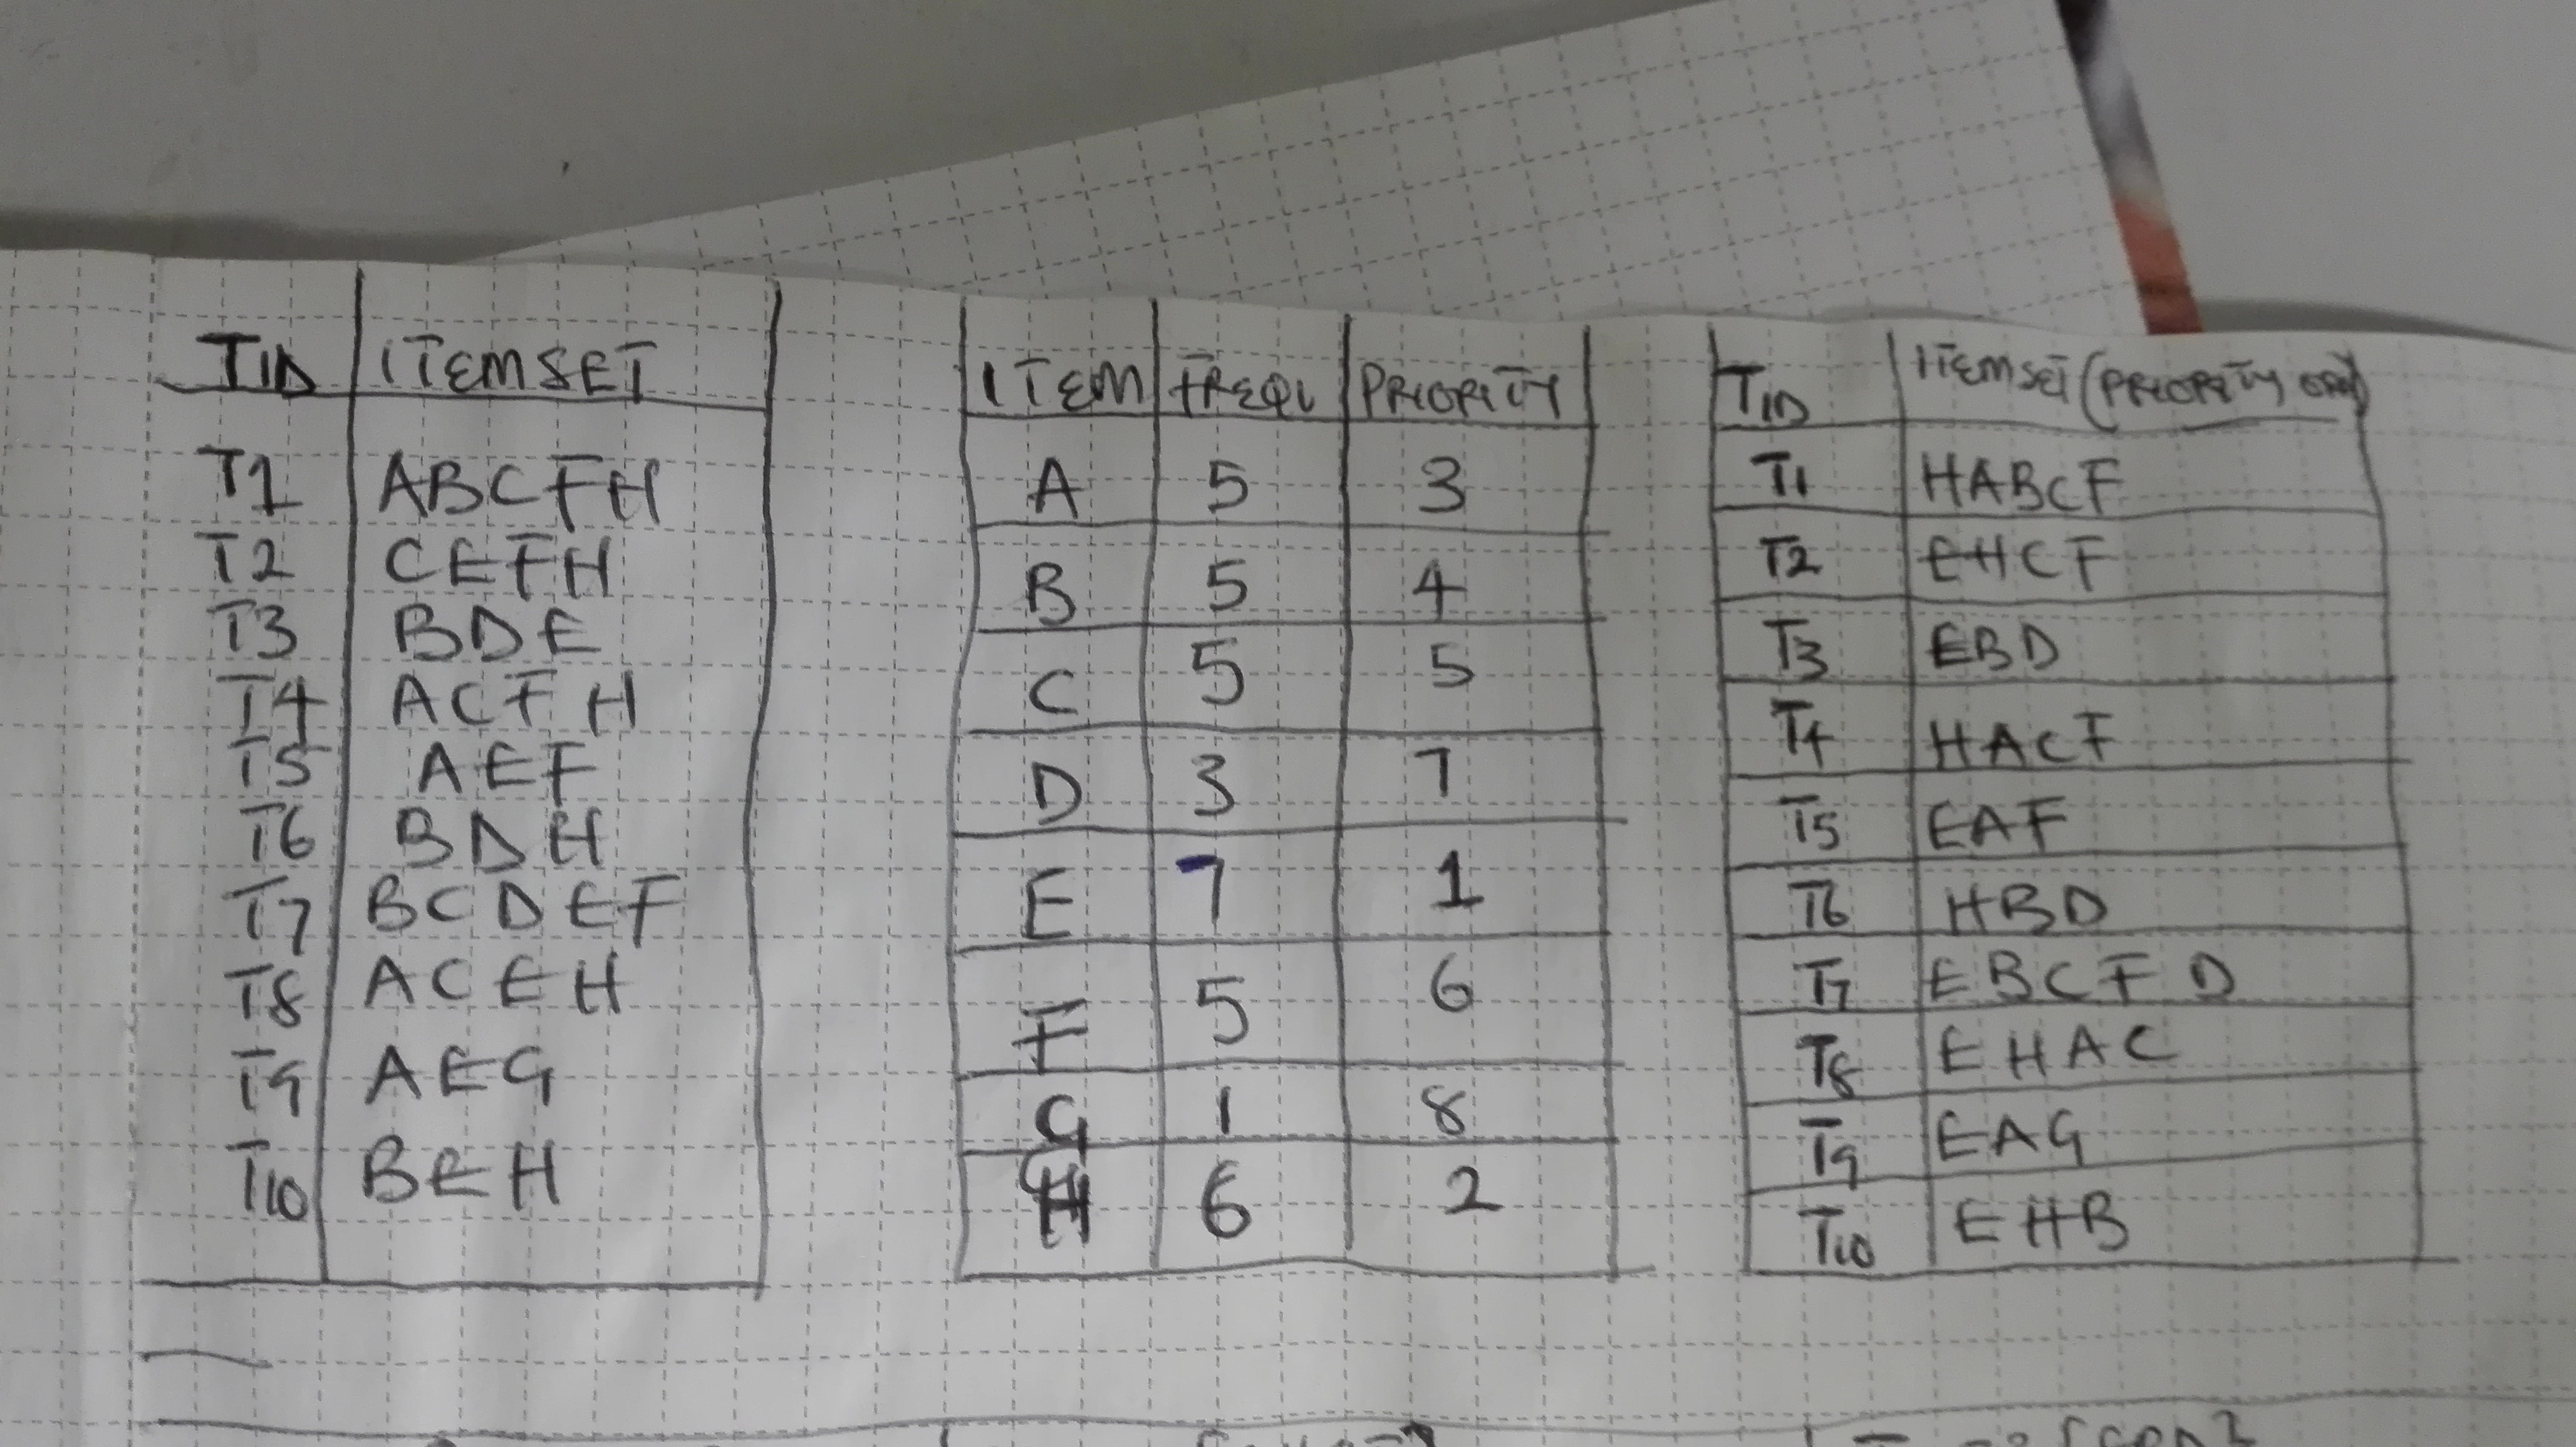 TID ITEMSET
T1 ABCFH
T2 CEFH
T3 BDE
T4 ACFH
T5 AEF
T6 BDH
T7 BCDEF
T8 ACEH
T9 AEG
T10 BEH
ITEM FREQU PRIORITY
A 5 3
B 5 4
C 5 5
D 3 7
E 7 1
F 5 6
G 1 8
H 6 2
TID ITEMSET (PRIORITY ORD)
T1 HABCF
T2 EHCF
T3 EBD
T4 HACF
T5 EAF
T6 HBD
T7 EBCFD
T8 EHAC
T9 EAG
T10 EHB